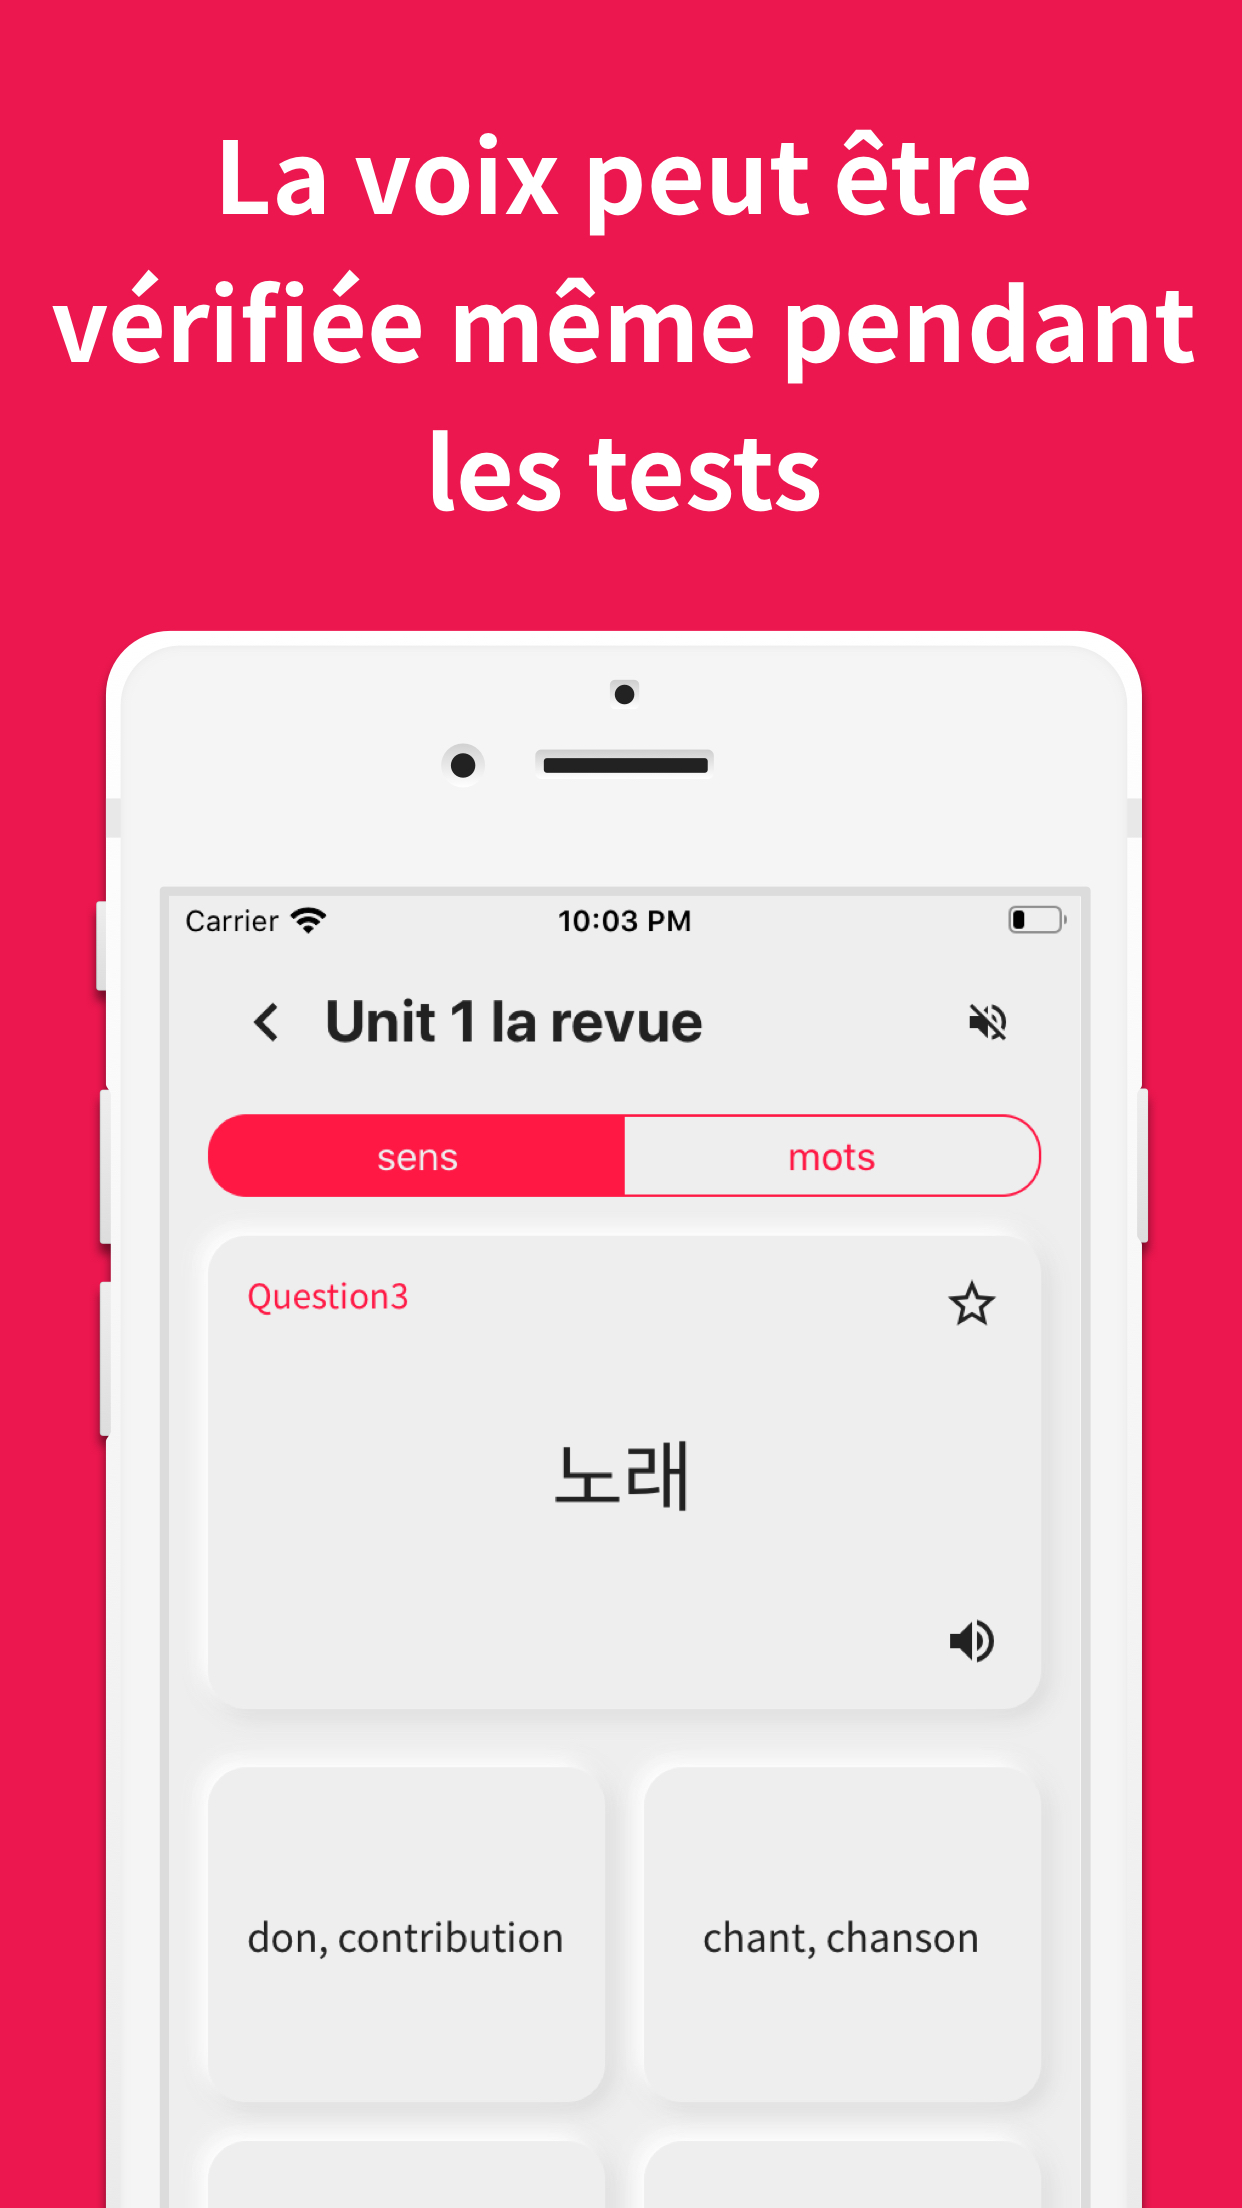 La voix peut être
vérifiée même pendant
les tests
Carrier 10:03 PM
Unit 1 la revue
sens mots
Question3
노래
don, contribution
chant, chanson